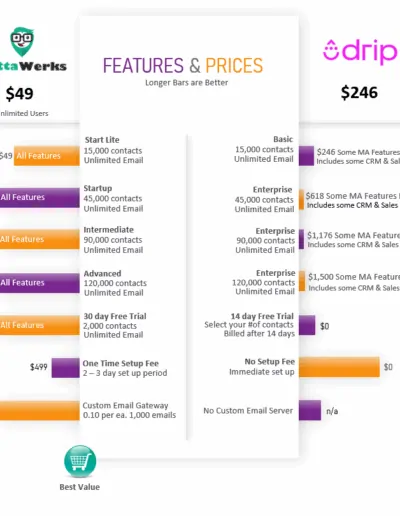 ttaWerks
$49
nlimited Users
FEATURES & PRICES
Longer Bars are Better
drip
$246
$49 All Features
Start Lite
15,000 contacts
Unlimited Email
Basic
15,000 contacts
Unlimited Email
$246 Some MA Features
Includes some CRM & Sale
All Features
Startup
45,000 contacts
Unlimited Email
Enterprise
45,000 contacts
Unlimited Email
$618 Some MA Features
Includes some CRM & Sales
All Features
Intermediate
90,000 contacts
Unlimited Email
Enterprise
90,000 contacts
Unlimited Email
$1,176 Some MA Feature
Includes some CRM & Sales
All Features
Advanced
120,000 contacts
Unlimited Email
Enterprise
120,000 contacts
Unlimited Email
$1,500 Some MA Feature
Includes some CRM & Sales
All Features
30 day Free Trial
2,000 contacts
Unlimited Email
14 day Free Trial
Select your #of contacts
Billed after 14 days
$0
$499
One Time Setup Fee
2 – 3 day set up period
No Setup Fee
Immediate set up
$0
Custom Email Gateway
0.10 per ea. 1,000 emails
No Custom Email Server
n/a
Best Value